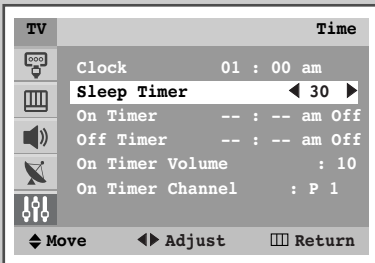 TV Time
Clock 01 : 00 am
Sleep Timer ◀ 30 ▶
On Timer -- : -- am Off
Off Timer -- : -- am Off
On Timer Volume : 10
On Timer Channel : P 1
Move Adjust Return